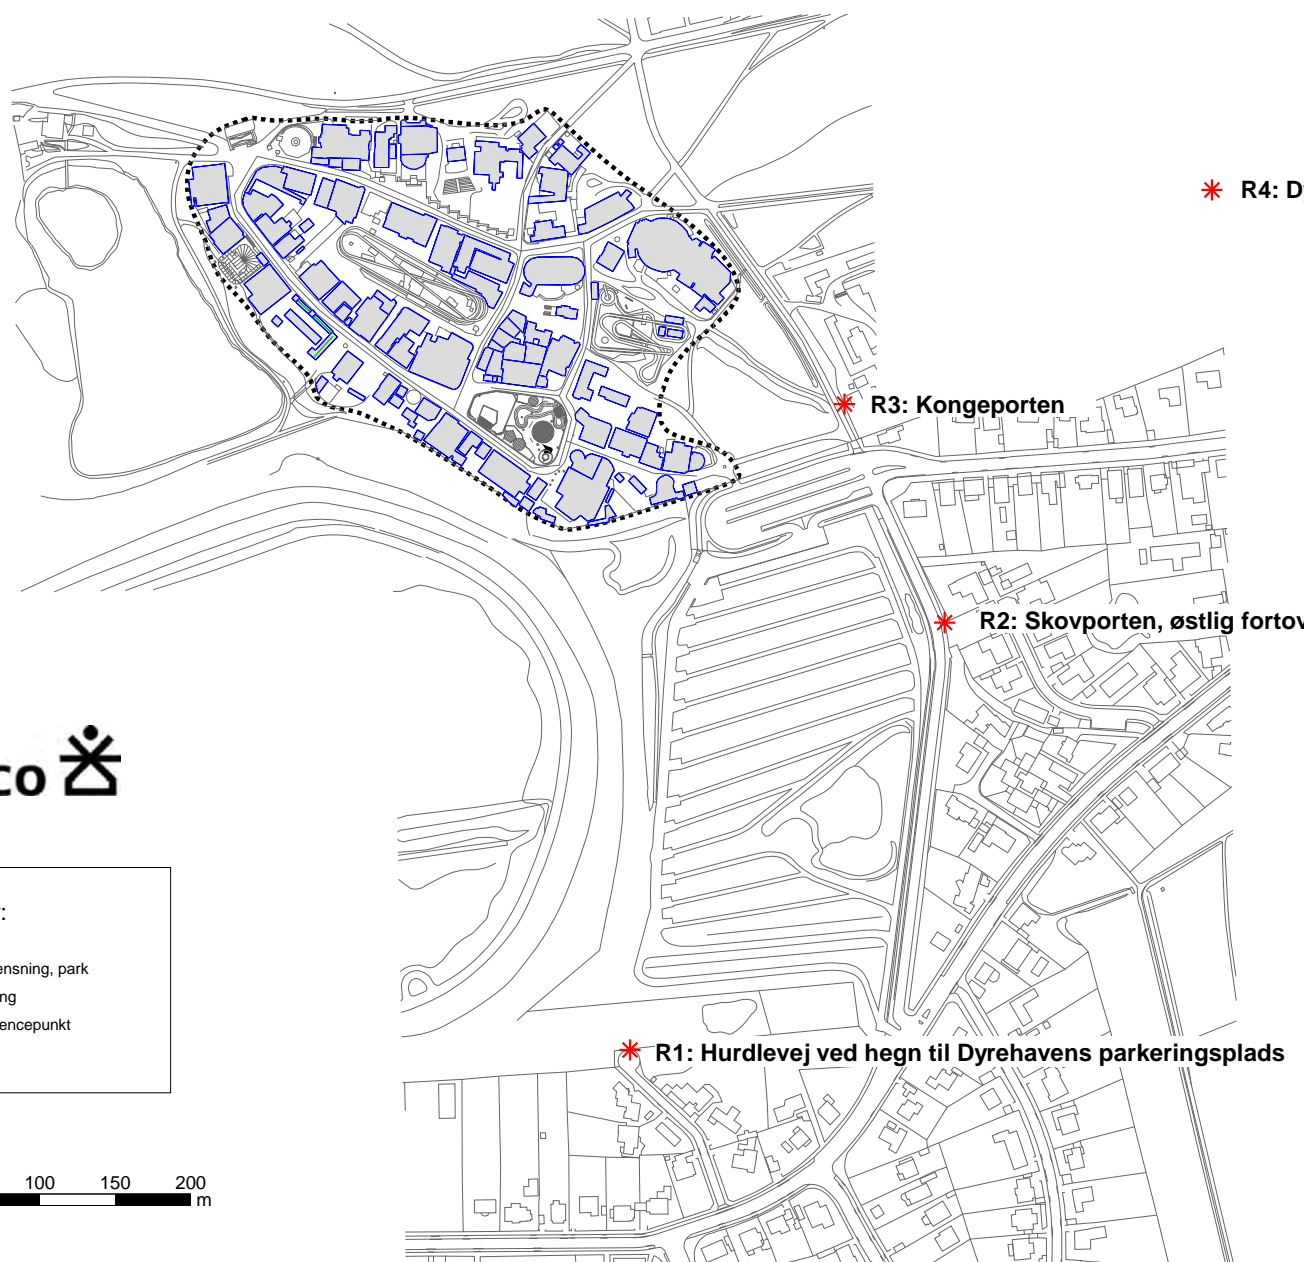 R4: Dy
R3: Kongeporten
R2: Skovporten, østlig fortov
co
r:
ensning, park
ng
encepunkt
R1: Hurdlevej ved hegn til Dyrehavens parkeringsplads
100 150 200
m